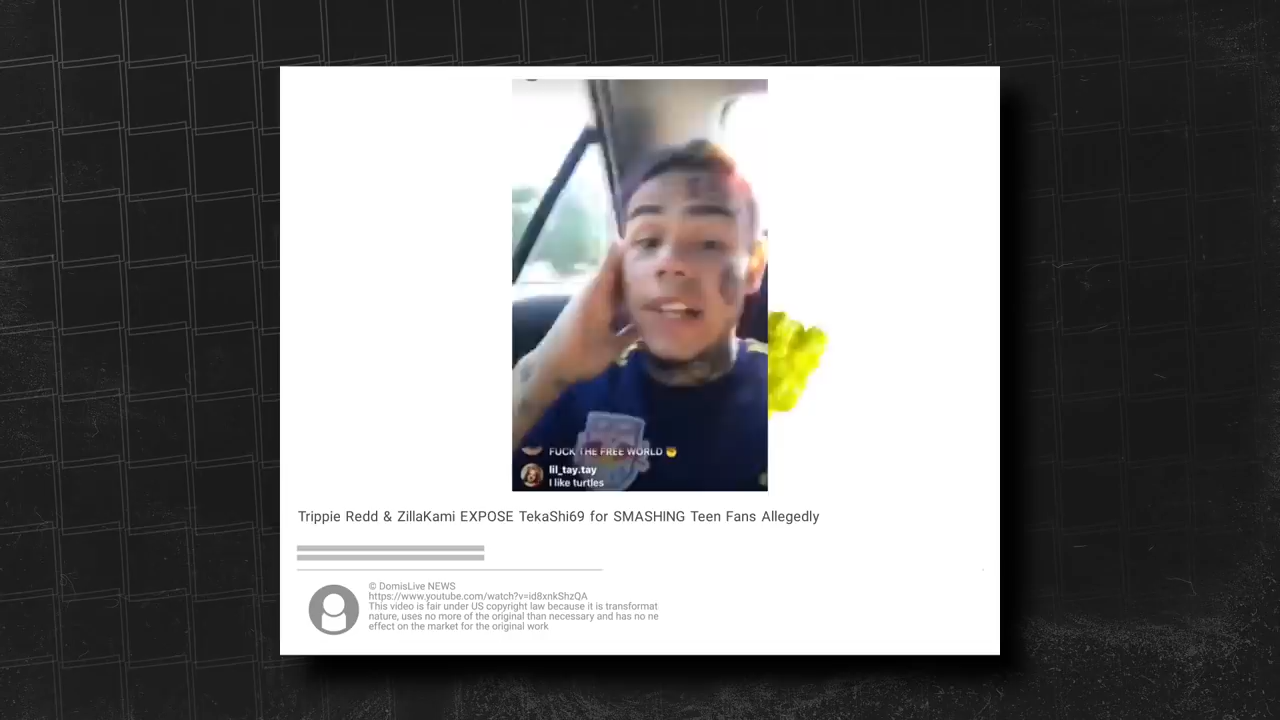 FUCK THE FREE WORLD
lil_tay.tay
I like turtles
Trippie Redd & ZillaKami EXPOSE TekaShi69 for SMASHING Teen Fans Allegedly
© DomisLive NEWS
https://www.youtube.com/watch?v=id8xnkShzQA
This video is fair under US copyright law because it is transformat
nature, uses no more of the original than necessary and has no ne
effect on the market for the original work